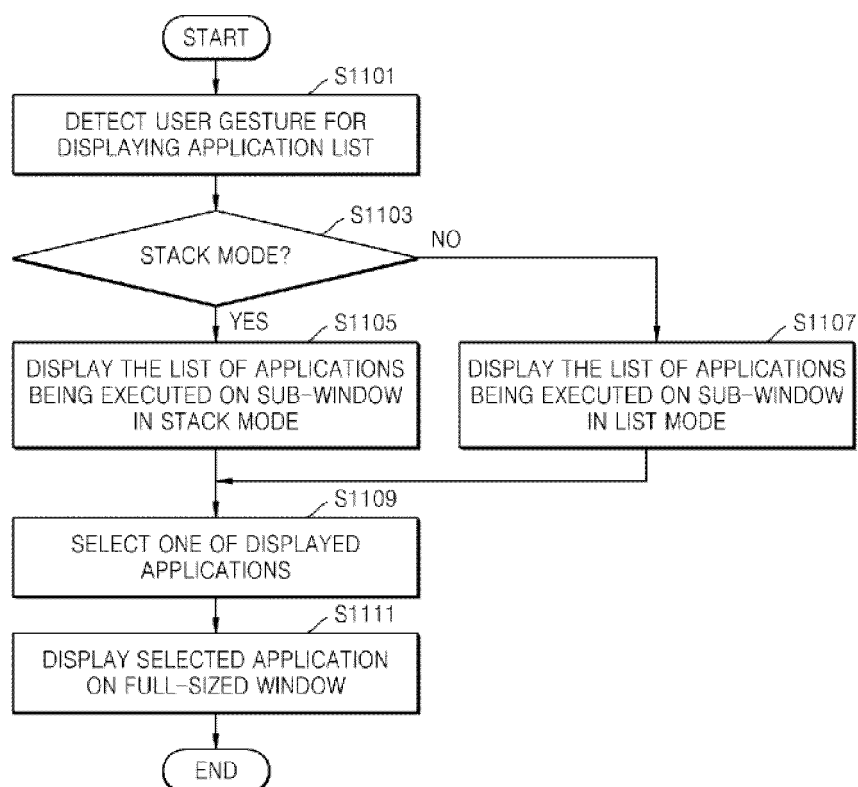 START
S1101
DETECT USER GESTURE FOR
DISPLAYING APPLICATION LIST
S1103
STACK MODE?
NO
YES
S1105
DISPLAY THE LIST OF APPLICATIONS
BEING EXECUTED ON SUB-WINDOW
IN STACK MODE
S1107
DISPLAY THE LIST OF APPLICATIONS
BEING EXECUTED ON SUB-WINDOW
IN LIST MODE
S1109
SELECT ONE OF DISPLAYED
APPLICATIONS
S1111
DISPLAY SELECTED APPLICATION
ON FULL-SIZED WINDOW
END